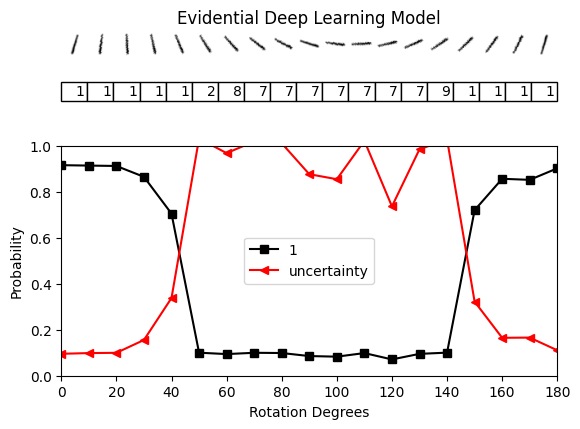 Evidential Deep Learning Model
1 1 1 1 1 2 8 7 7 7 7 7 7 7 9 1 1 1 1
1.0
0.8
0.6
0.4
0.2
0.0
Probability
1
uncertainty
0 20 40 60 80 100 120 140 160 180
Rotation Degrees